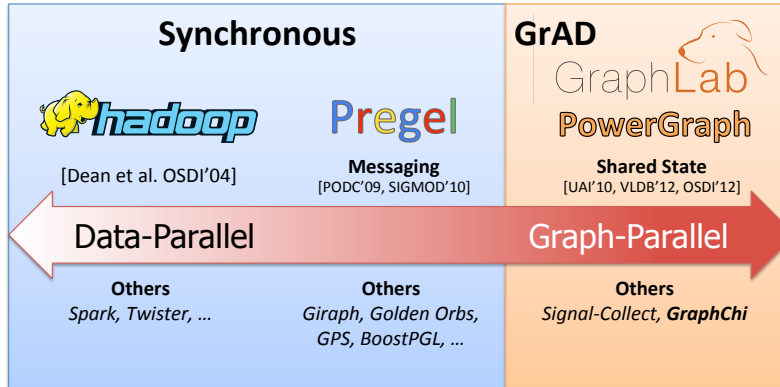 Synchronous
GrAD
hadoop
Pregel
GraphLab
PowerGraph
[Dean et al. OSDI'04]
Messaging
[PODC'09, SIGMOD'10]
Shared State
[UAI'10, VLDB'12, OSDI'12]
Data-Parallel
Graph-Parallel
Others
Spark, Twister, …
Others
Giraph, Golden Orbs,
GPS, BoostPGL, …
Others
Signal-Collect, GraphChi